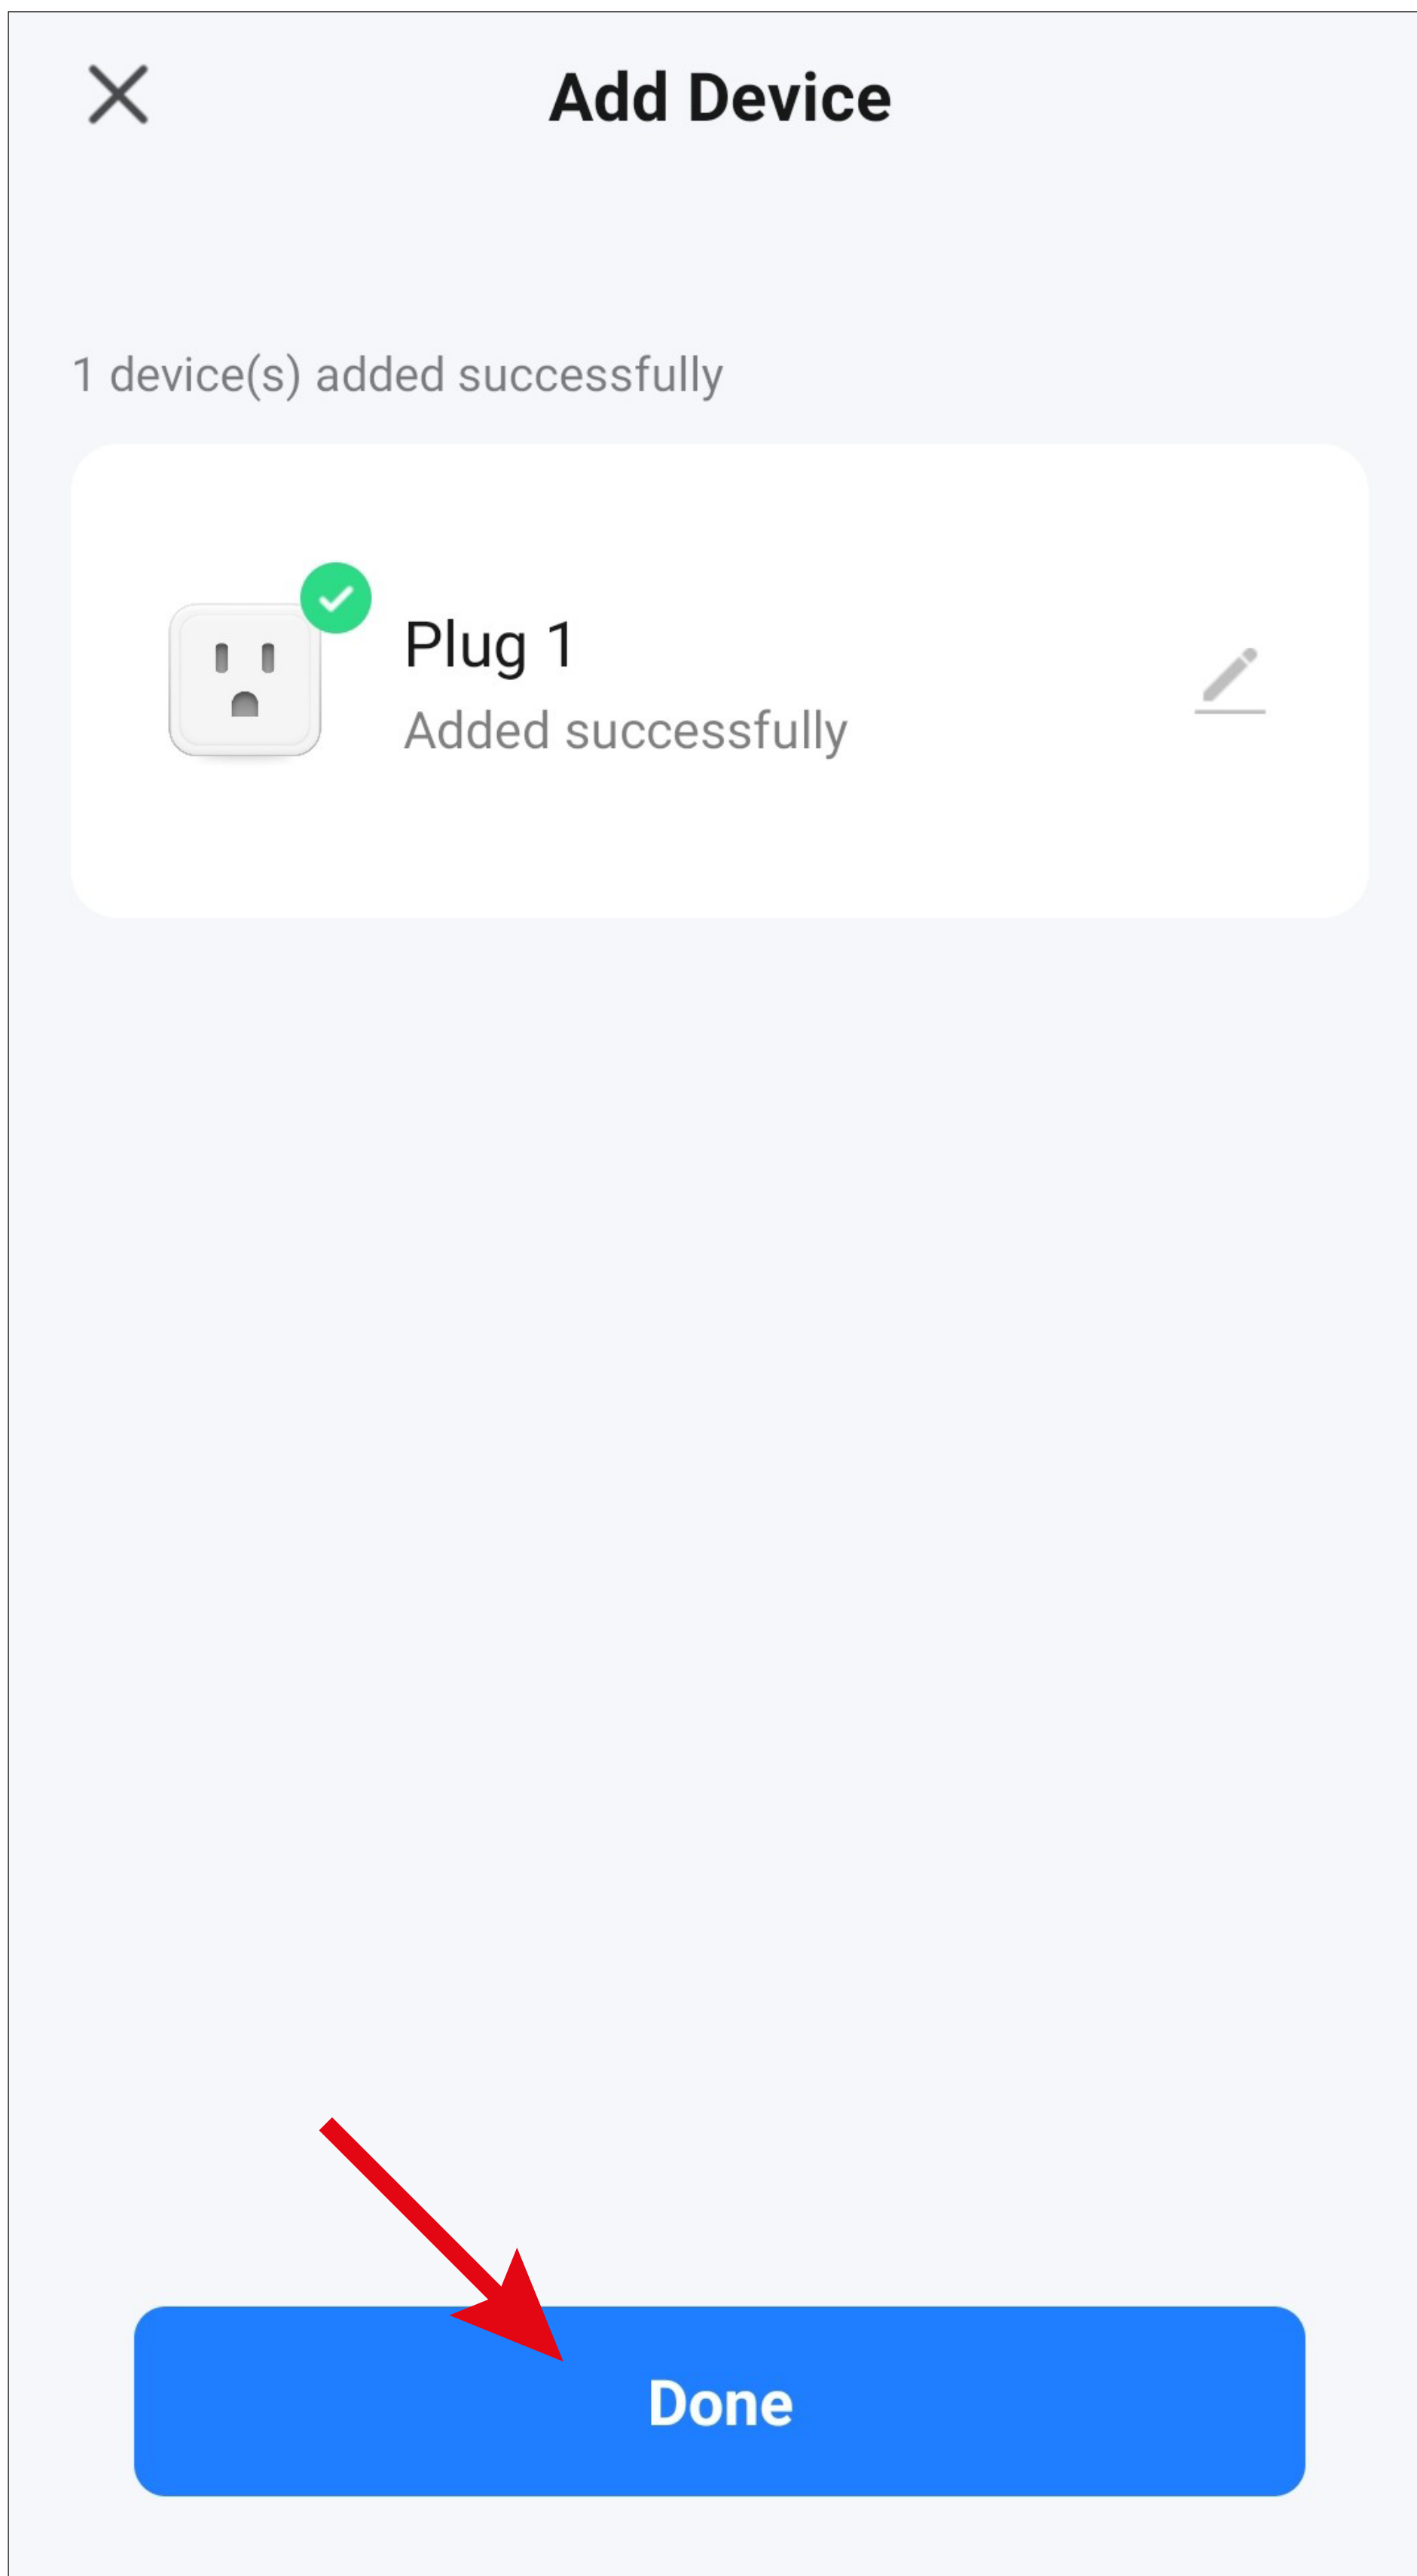 Add Device
1 device(s) added successfully
Plug 1
Added successfully
Done